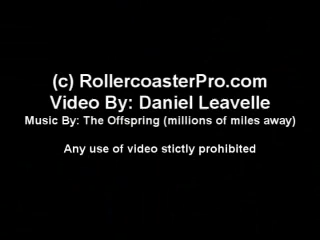 (c) RollercoasterPro.com
Video By: Daniel Leavelle
Music By: The Offspring (millions of miles away)
Any use of video stictly prohibited